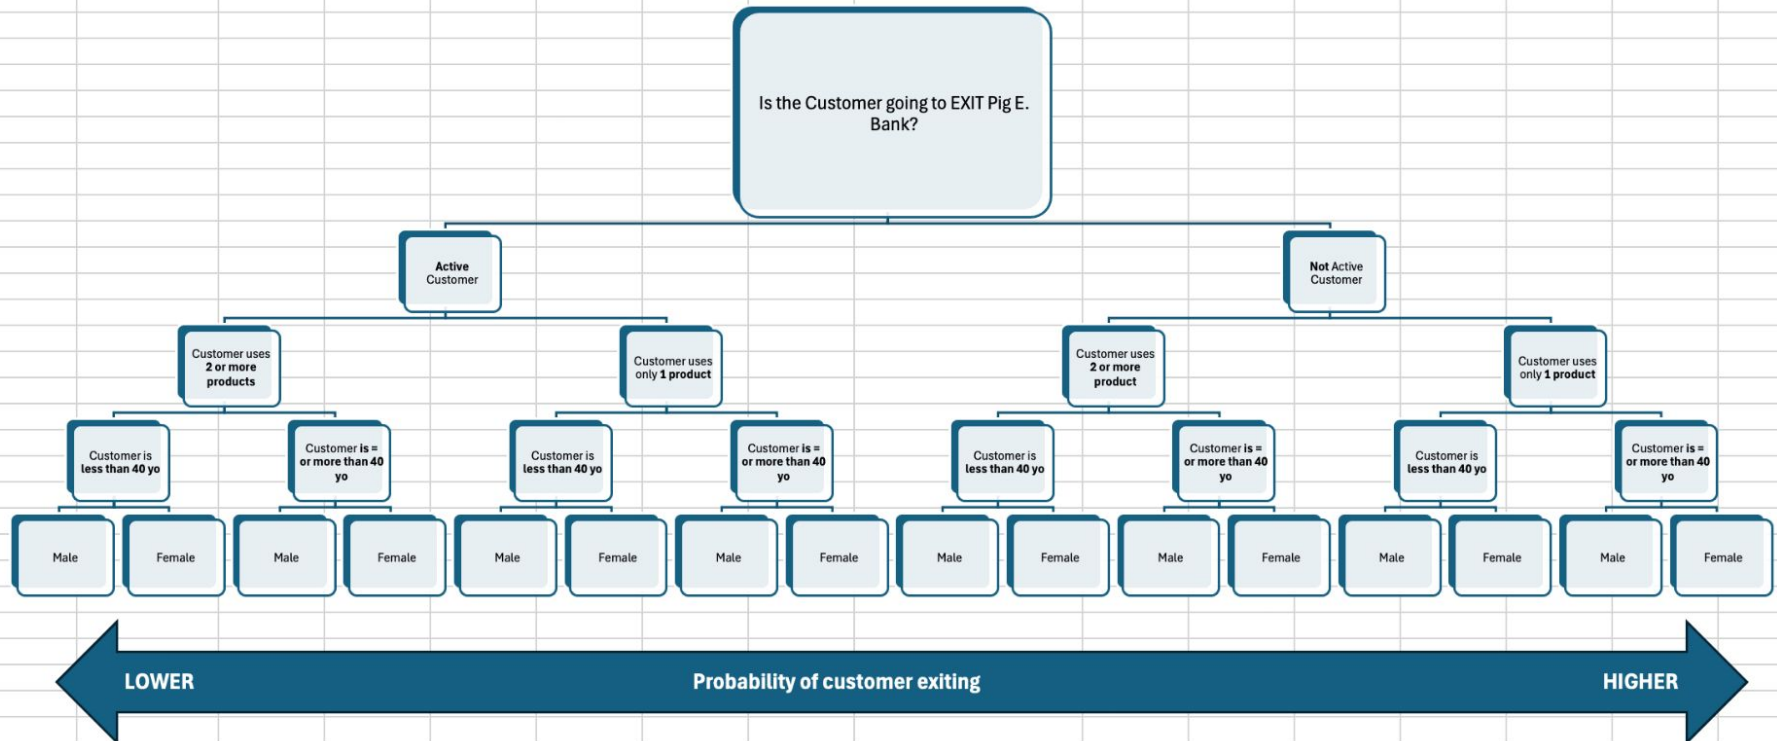 Is the Customer going to EXIT Pig E.
Bank?
Active
Customer
Not Active
Customer
Customer uses
2 or more
products
Customer uses
only 1 product
Customer uses
2 or more
product
Customer uses
only 1 product
Customer is
less than 40 yo
Customer is =
or more than 40
yo
Customer is
less than 40 yo
Customer is =
or more than 40
yo
Customer is
less than 40 yo
Customer is =
or more than 40
yo
Customer is
less than 40 yo
Customer is =
or more than 40
yo
Male
Female
Male
Female
Male
Female
Male
Female
Male
Female
Male
Female
Male
Female
Male
Female
LOWER
Probability of customer exiting
HIGHER